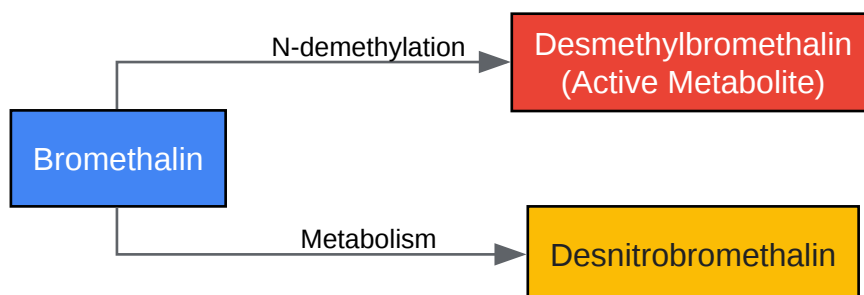 N-demethylation
Desmethylbromethalin
(Active Metabolite)
Bromethalin
Metabolism
Desnitrobromethalin